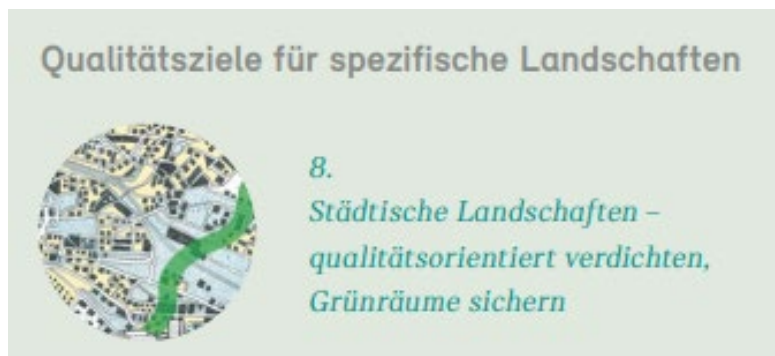 Qualitätsziele für spezifische Landschaften
8.
Städtische Landschaften –
qualitätsorientiert verdichten,
Grünräume sichern